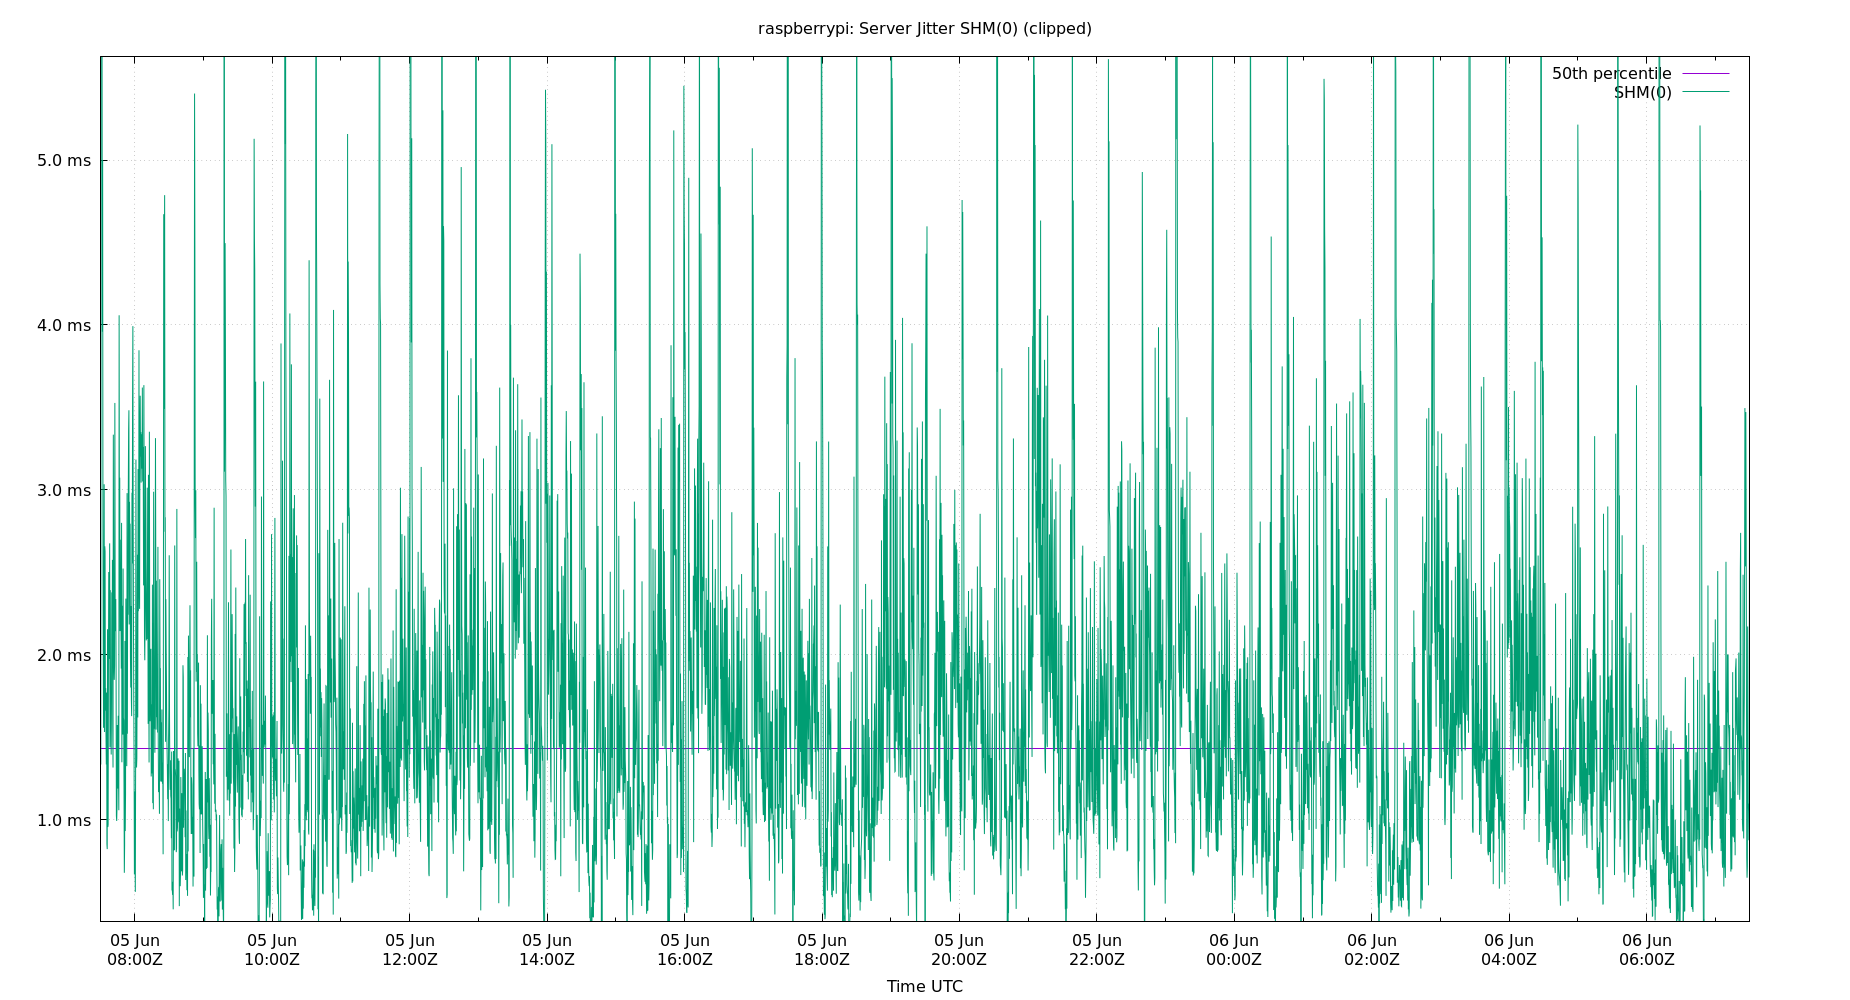 raspberrypi: Server Jitter SHM(0) (clipped)
50th percentile
SHM(0)
5.0 ms
4.0 ms
3.0 ms
2.0 ms
1.0 ms
05 Jun 05 Jun 05 Jun 05 Jun 05 Jun 05 Jun 05 Jun 05 Jun 06 Jun 06 Jun 06 Jun 06 Jun
08:00Z 10:00Z 12:00Z 14:00Z 16:00Z 18:00Z 20:00Z 22:00Z 00:00Z 02:00Z 04:00Z 06:00Z
Time UTC